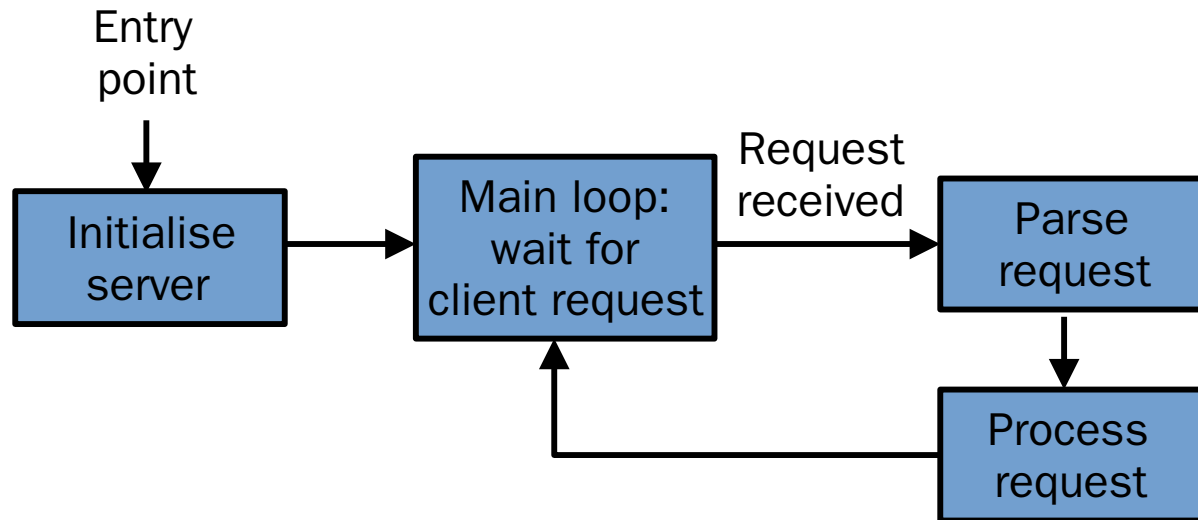 Entry
point
Initialise
server
Main loop:
wait for
client request
Request
received
Parse
request
Process
request